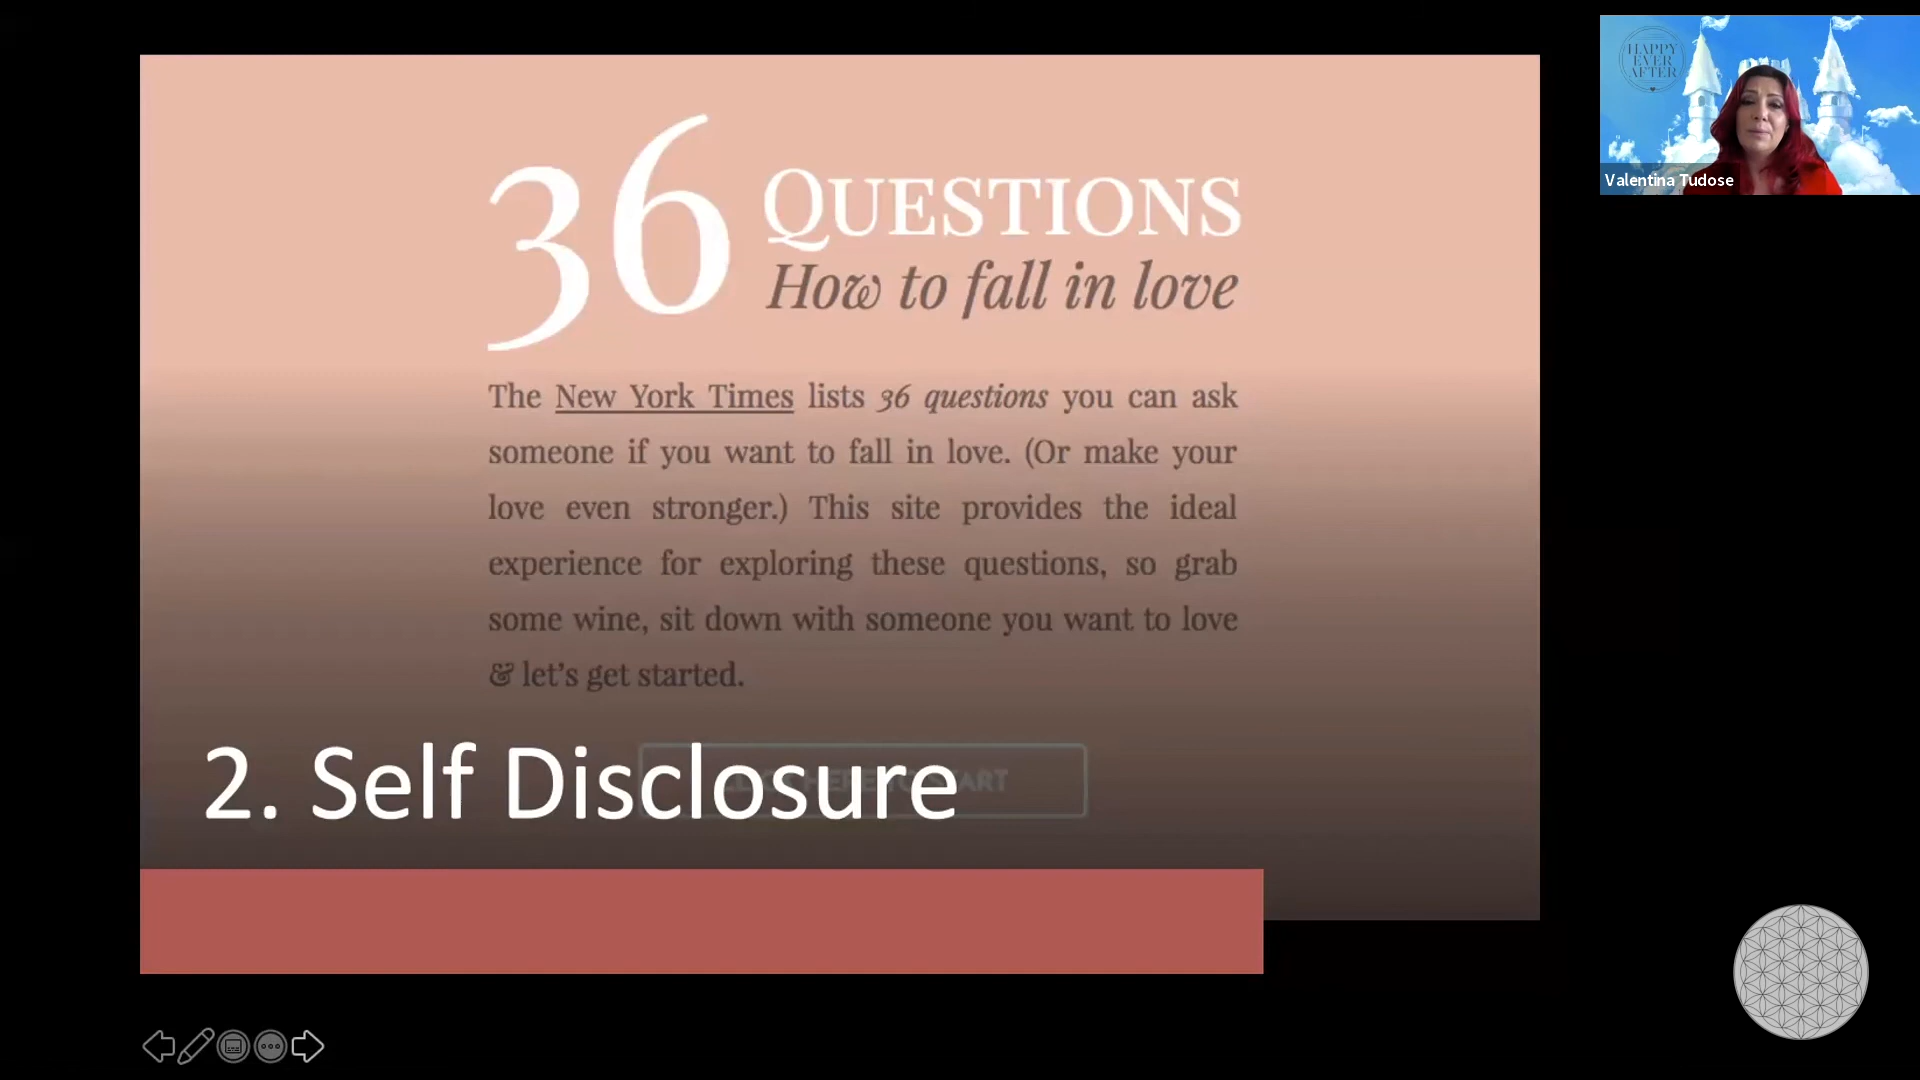 36 QUESTIONS
How to fall in love
The New York Times lists 36 questions you can ask
someone if you want to fall in love. (Or make your
love even stronger.) This site provides the ideal
experience for exploring these questions, so grab
some wine, sit down with someone you want to love
& let's get started.
2. Self Disclosure
HAPPY
EVER
AFTER
Valentina Tudose